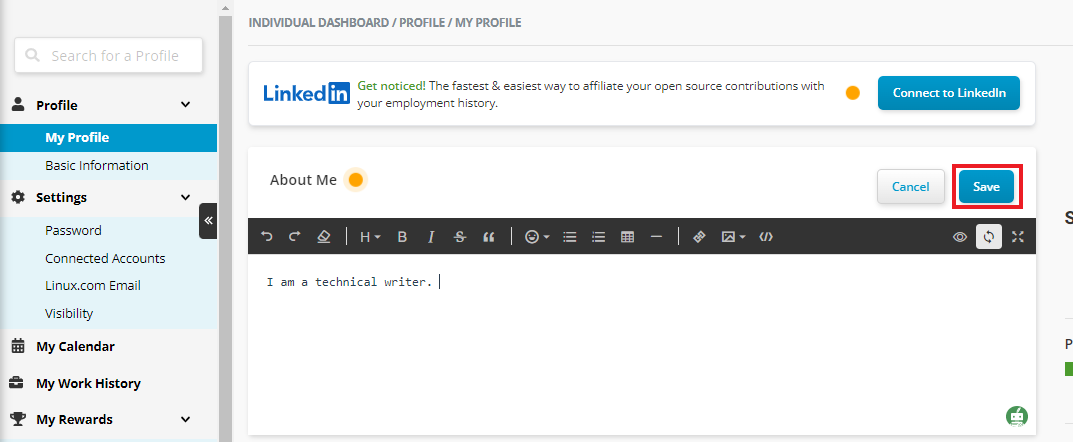 INDIVIDUAL DASHBOARD / PROFILE / MY PROFILE
Search for a Profile
Profile
My Profile
Basic Information
Settings
Password
Connected Accounts
Linux.com Email
Visibility
My Calendar
My Work History
My Rewards
Linked in
Get noticed! The fastest & easiest way to affiliate your open source contributions with
your employment history.
Connect to LinkedIn
About Me
Cancel
Save
H
B
I
S
I am a technical writer.
S
P